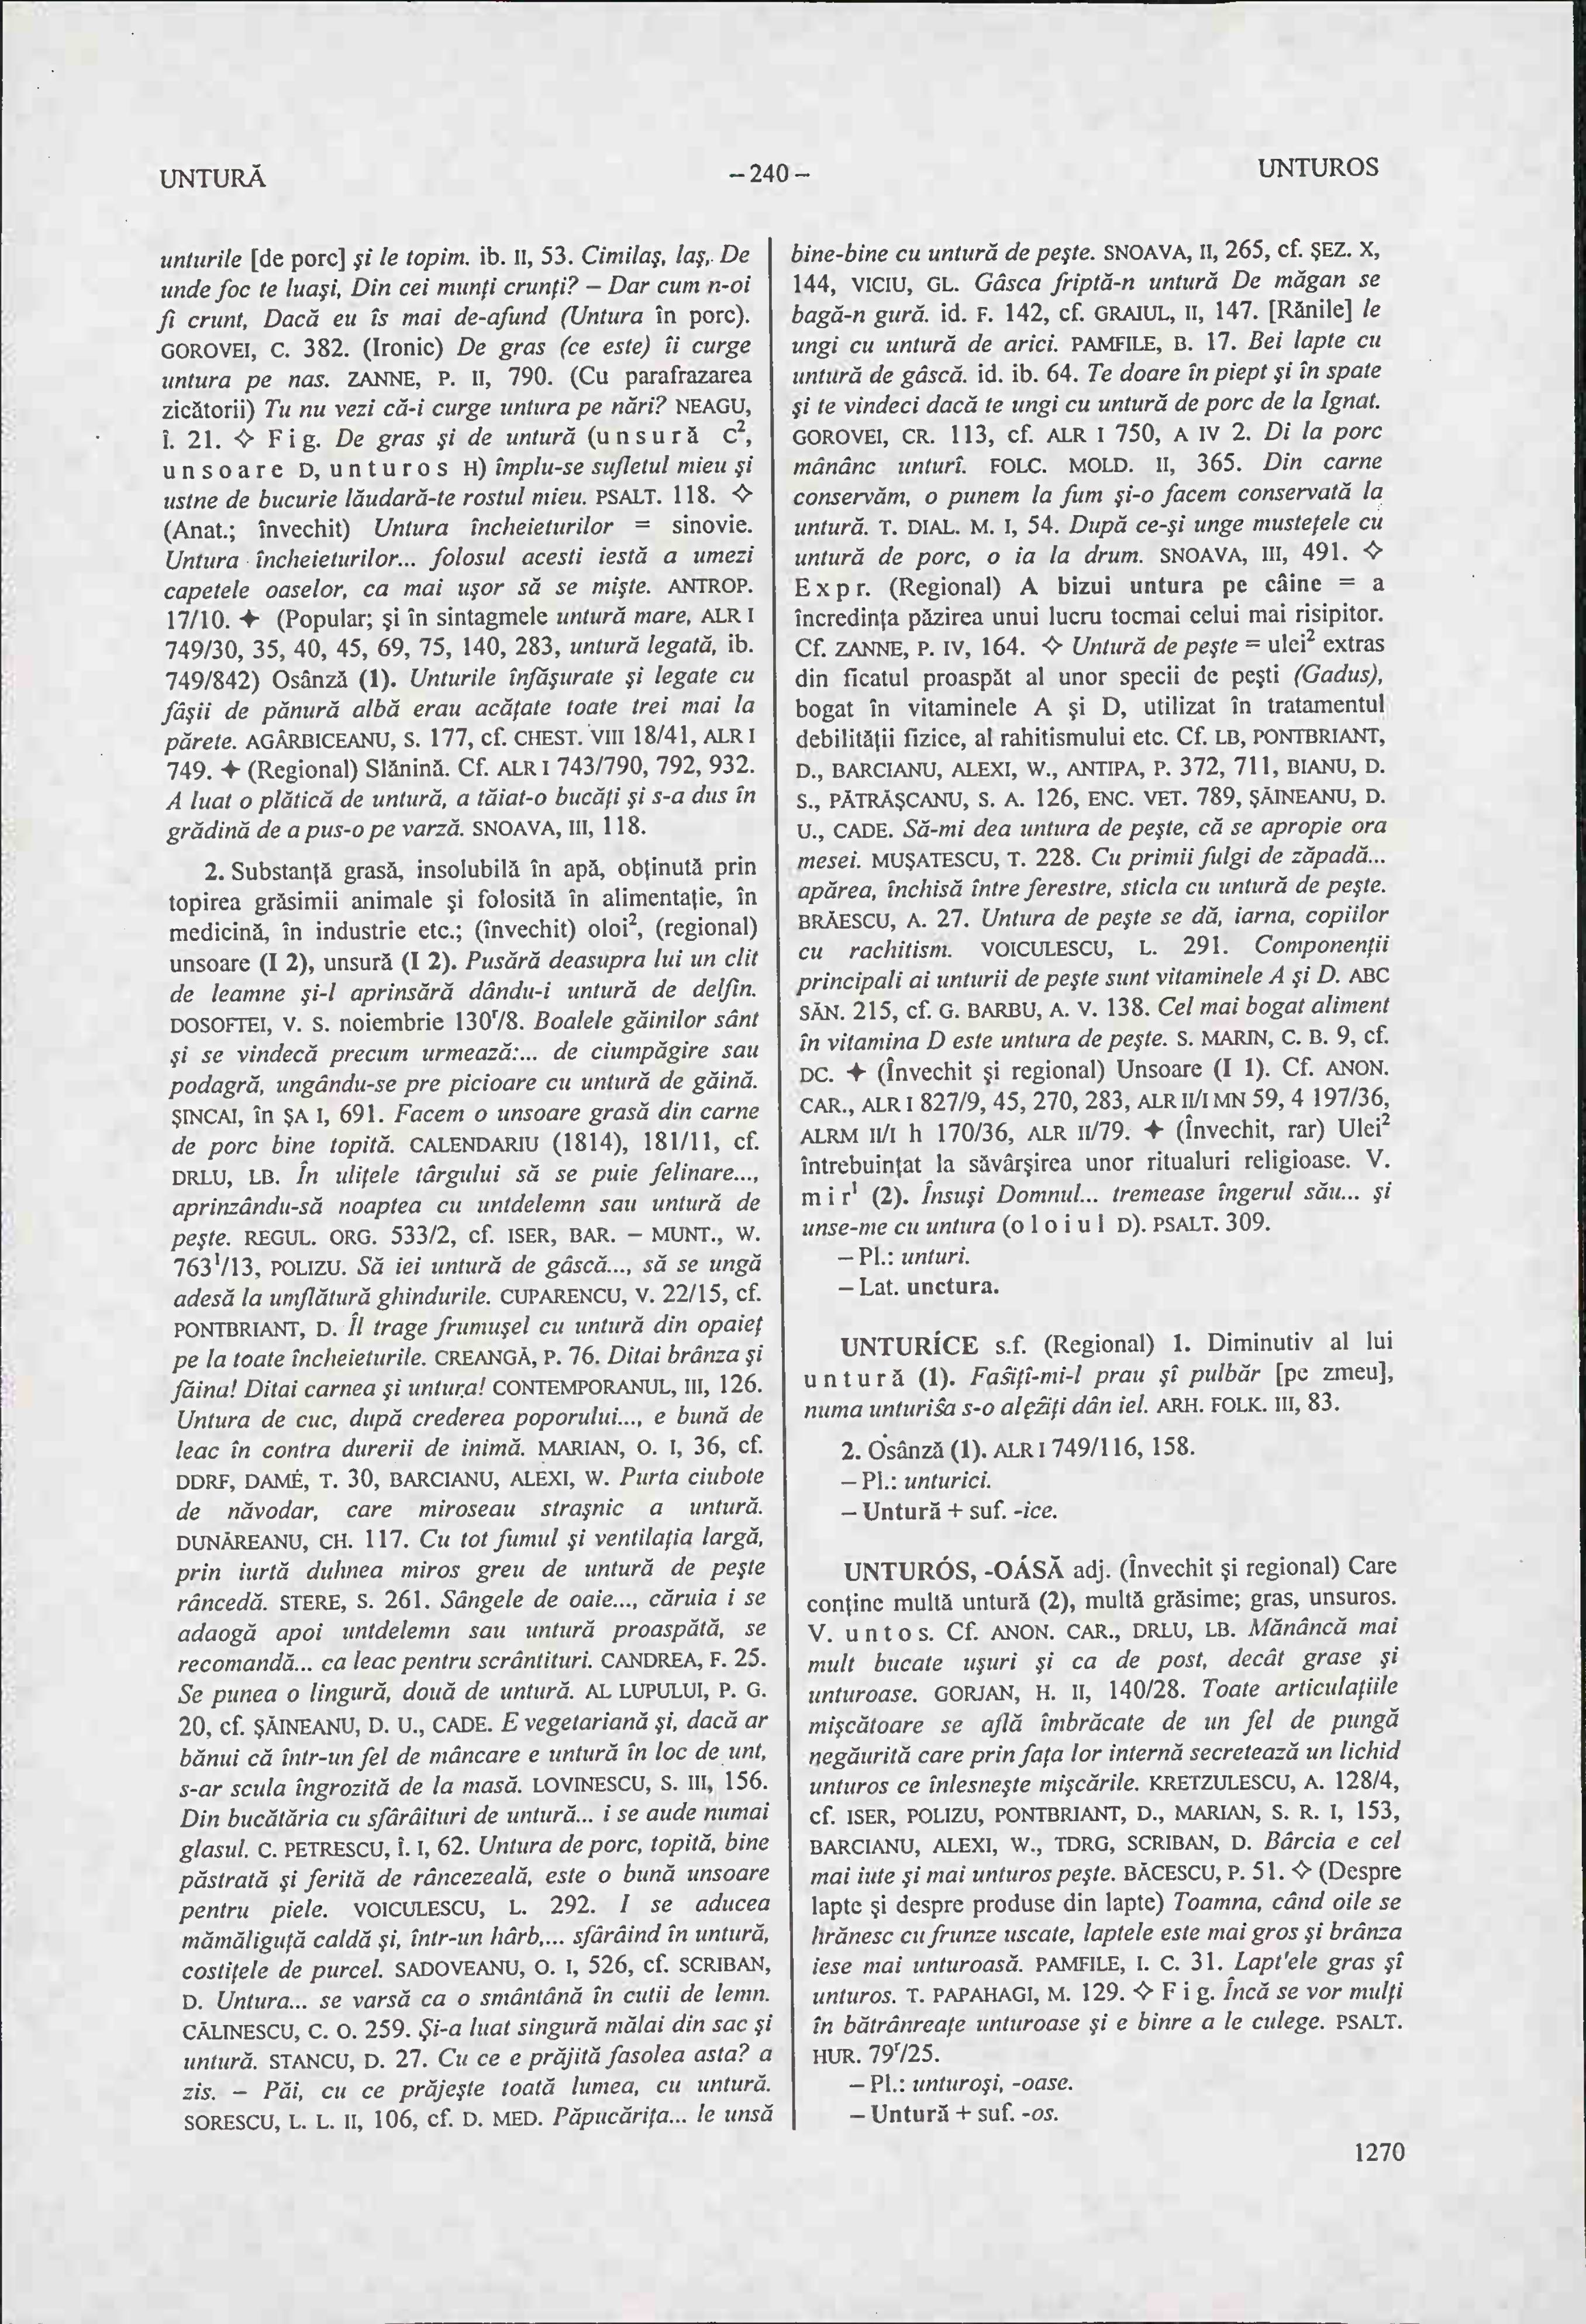 UNTURĂ
– 240 –
UNTUROS
unturile [de porc] şi le topim. ib. II, 53. Cimilaş, laş, De
unde foc te luaşi, Din cei munţi crunţi? – Dar cum n-oi
fi crunt, Dacă eu îs mai de-afund (Untura în porc).
GOROVEI, C. 382. (Ironic) De gras (ce este) îi curge
untura pe nas. ZANNE, P. II, 790. (Cu parafrazarea
zicătorii) Tu nu vezi că-i curge untura pe nări? NEAGU,
Î. 21. ◇ Fig. De gras şi de untură (unsură C², 
unsoare D, unturos H) împlu-se sufletul mieu şi
ustne de bucurie lăudară-te rostul mieu. PSALT. 118. ◇
(Anat.; învechit) Untura încheieturilor = sinovie.
Untura încheieturilor... folosul acesti iestă a umezi
capetele oaselor, ca mai uşor să se mişte. ANTROP.
17/10. ✦ (Popular; şi în sintagmele untură mare, ALR I
749/30, 35, 40, 45, 69, 75, 140, 283, untură legată, ib.
749/842) Osânză (1). Unturile înfăşurate şi legate cu
fâşii de pănură albă erau acăţate toate trei mai la
părete. AGÂRBICEANU, S. 177, cf. CHEST. VIII 18/41, ALR I
749. ✦ (Regional) Slănină. Cf. ALR I 743/790, 792, 932.
A luat o plătică de untură, a tăiat-o bucăţi şi s-a dus în
grădină de a pus-o pe varză. SNOAVA, III, 118.
2. Substanţă grasă, insolubilă în apă, obţinută prin
topirea grăsimii animale şi folosită în alimentaţie, în
medicină, în industrie etc.; (învechit) oloi², (regional)
unsoare (I 2), unsură (I 2). Pusără deasupra lui un clit
de leamne şi-l aprinsără dându-i untură de delfin.
DOSOFTEI, V. S. noiembrie 130ʳ/8. Boalele găinilor sânt
şi se vindecă precum urmează:... de ciumpăgire sau
podagră, ungându-se pre picioare cu untură de găină.
ŞINCAI, în ŞA I, 691. Facem o unsoare grasă din carne
de porc bine topită. CALENDARIU (1814), 181/11, cf.
DRLU, LB. În uliţele târgului să se puie felinare...,
aprinzându-să noaptea cu untdelemn sau untură de
peşte. REGUL. ORG. 533/2, cf. ISER, BAR. – MUNT., W.
763¹/13, POLIZU. Să iei untură de gâscă..., să se ungă
adesă la umflătură ghindurile. CUPARENCU, V. 22/15, cf.
PONTBRIANT, D. Îl trage frumuşel cu untură din opaieţ
pe la toate încheieturile. CREANGĂ, P. 76. Ditai brânza şi
făina! Ditai carnea şi untura! CONTEMPORANUL, III, 126.
Untura de cuc, după crederea poporului..., e bună de
leac în contra durerii de inimă. MARIAN, O. I, 36, cf.
DDRF, DAMÉ, T. 30, BARCIANU, ALEXI, W. Purta ciubote
de năvodar, care miroseau straşnic a untură.
DUNĂREANU, CH. 117. Cu tot fumul şi ventilaţia largă,
prin iurtă duhnea miros greu de untură de peşte
râncedă. STERE, S. 261. Sângele de oaie..., căruia i se
adaogă apoi untdelemn sau untură proaspătă, se
recomandă... ca leac pentru scrântituri. CANDREA, F. 25.
Se punea o lingură, două de untură. AL LUPULUI, P. G.
20, cf. ŞĂINEANU, D. U., CADE. E vegetariană şi, dacă ar
bănui că într-un fel de mâncare e untură în loc de unt,
s-ar scula îngrozită de la masă. LOVINESCU, S. III, 156.
Din bucătăria cu sfârâituri de untură... i se aude numai
glasul. C. PETRESCU, Î. I, 62. Untura de porc, topită, bine
păstrată şi ferită de râncezeală, este o bună unsoare
pentru piele. VOICULESCU, L. 292. I se aducea
mămăliguţă caldă şi, într-un hârb,... sfârâind în untură,
costiţele de purcel. SADOVEANU, O. I, 526, cf. SCRIBAN,
D. Untura... se varsă ca o smântână în cutii de lemn.
CĂLINESCU, C. O. 259. Şi-a luat singură mălai din sac şi
untură. STANCU, D. 27. Cu ce e prăjită fasolea asta? a
zis. – Păi, cu ce prăjeşte toată lumea, cu untură.
SORESCU, L. L. II, 106, cf. D. MED. Păpucăriţa... le unsă
bine-bine cu untură de peşte. SNOAVA, II, 265, cf. ŞEZ. X,
144, VICIU, GL. Gâsca friptă-n untură De măgan se
bagă-n gură. id. F. 142, cf. GRAIUL, II, 147. [Rănile] le
ungi cu untură de arici. PAMFILE, B. 17. Bei lapte cu
untură de gâscă. id. ib. 64. Te doare în piept şi în spate
şi te vindeci dacă te ungi cu untură de porc de la Ignat.
GOROVEI, CR. 113, cf. ALR I 750, A IV 2. Di la porc
mânânc unturî. FOLC. MOLD. II, 365. Din carne
conservăm, o punem la fum şi-o facem conservată la
untură. T. DIAL. M. I, 54. După ce-şi unge musteţele cu
untură de porc, o ia la drum. SNOAVA, III, 491. ◇
Expr. (Regional) A bizui untura pe câine = a
încredinţa păzirea unui lucru tocmai celui mai risipitor.
Cf. ZANNE, P. IV, 164. ◇ Untură de peşte = ulei² extras
din ficatul proaspăt al unor specii de peşti (Gadus),
bogat în vitaminele A şi D, utilizat în tratamentul
debilităţii fizice, al rahitismului etc. Cf. LB, PONTBRIANT,
D., BARCIANU, ALEXI, W., ANTIPA, P. 372, 711, BIANU, D.
S., PĂTRĂŞCANU, S. A. 126, ENC. VET. 789, ŞĂINEANU, D.
U., CADE. Să-mi dea untura de peşte, că se apropie ora
mesei. MUŞATESCU, T. 228. Cu primii fulgi de zăpadă...
apărea, închisă între ferestre, sticla cu untură de peşte.
BRĂESCU, A. 27. Untura de peşte se dă, iarna, copiilor
cu rachitism. VOICULESCU, L. 291. Componenţii
principali ai unturii de peşte sunt vitaminele A şi D. ABC
SĂN. 215, cf. G. BARBU, A. V. 138. Cel mai bogat aliment
în vitamina D este untura de peşte. S. MARIN, C. B. 9, cf.
DC. ✦ (Învechit şi regional) Unsoare (I 1). Cf. ANON.
CAR., ALR I 827/9, 45, 270, 283, ALR II/I MN 59, 4 197/36,
ALRM II/I h 170/36, ALR II/79. ✦ (Învechit, rar) Ulei²
întrebuinţat la săvârşirea unor ritualuri religioase. V.
mir¹ (2). Însuşi Domnul... tremease îngerul său... şi
unse-me cu untura (oloiul D). PSALT. 309.
– Pl.: unturi.
– Lat. unctura.
UNTURÍCE s.f. (Regional) 1. Diminutiv al lui
untură (1). Faŝîţî-mi-l prau şî pulbăr [pe zmeu],
numa unturiŝa s-o alęẑîţi dân iel. ARH. FOLK. III, 83.
2. Osânză (1). ALR I 749/116, 158.
– Pl.: unturici.
– Untură + suf. -ice.
UNTURÓS, -OÁSĂ adj. (Învechit şi regional) Care
conţine multă untură (2), multă grăsime; gras, unsuros.
V. untos. Cf. ANON. CAR., DRLU, LB. Mănâncă mai
mult bucate uşuri şi ca de post, decât grase şi
unturoase. GORJAN, H. II, 140/28. Toate articulaţiile
mişcătoare se află îmbrăcate de un fel de pungă
negăurită care prin faţa lor internă secretează un lichid
unturos ce înlesneşte mişcările. KRETZULESCU, A. 128/4,
cf. ISER, POLIZU, PONTBRIANT, D., MARIAN, S. R. I, 153,
BARCIANU, ALEXI, W., TDRG, SCRIBAN, D. Bârcia e cel
mai iute şi mai unturos peşte. BĂCESCU, P. 51. ◇ (Despre
lapte şi despre produse din lapte) Toamna, când oile se
hrănesc cu frunze uscate, laptele este mai gros şi brânza
iese mai unturoasă. PAMFILE, I. C. 31. Lapt'ele gras şî
unturos. T. PAPAHAGI, M. 129. ◇ Fig. Încă se vor mulţi
în bătrânreaţe unturoase şi e binre a le culege. PSALT.
HUR. 79ʳ/25.
– Pl.: unturoşi, -oase.
– Untură + suf. -os.
1270